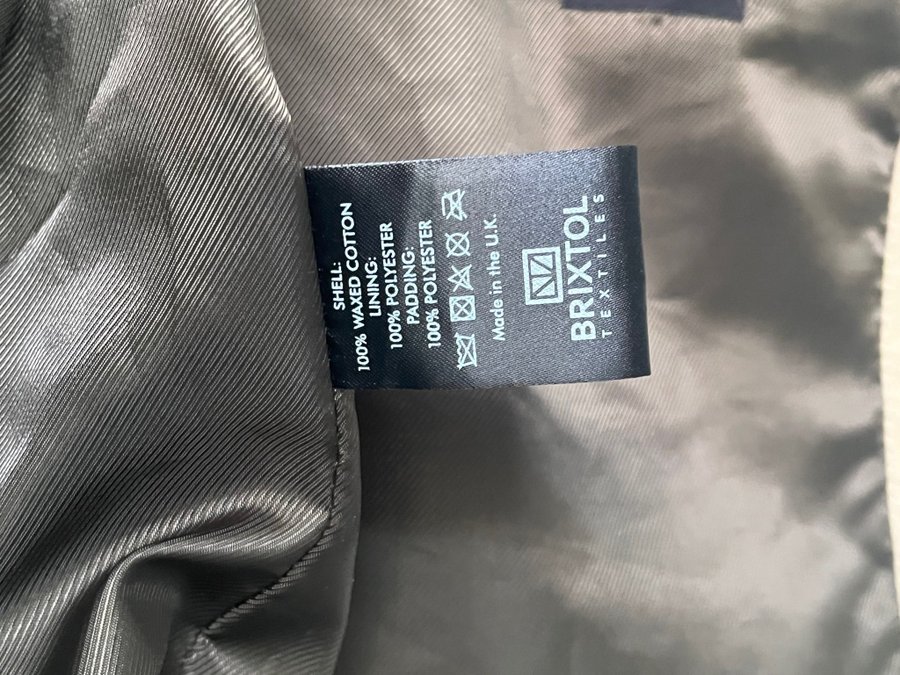 SHELL:
100% WAXED COTTON
LINING:
100% POLYESTER
PADDING:
100% POLYESTER
Made in the U.K
BRIXTOL
TEXTILES